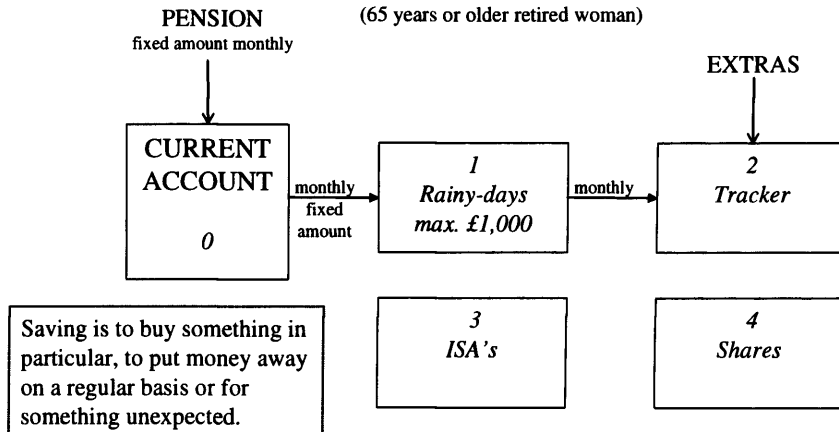 PENSION
(65 years or older retired woman)
fixed amount monthly
EXTRAS
CURRENT
ACCOUNT
0
monthly
fixed
amount
1
Rainy-days
max. £1,000
monthly
2
Tracker
Saving is to buy something in
particular, to put money away
on a regular basis or for
something unexpected.
3
ISA's
4
Shares